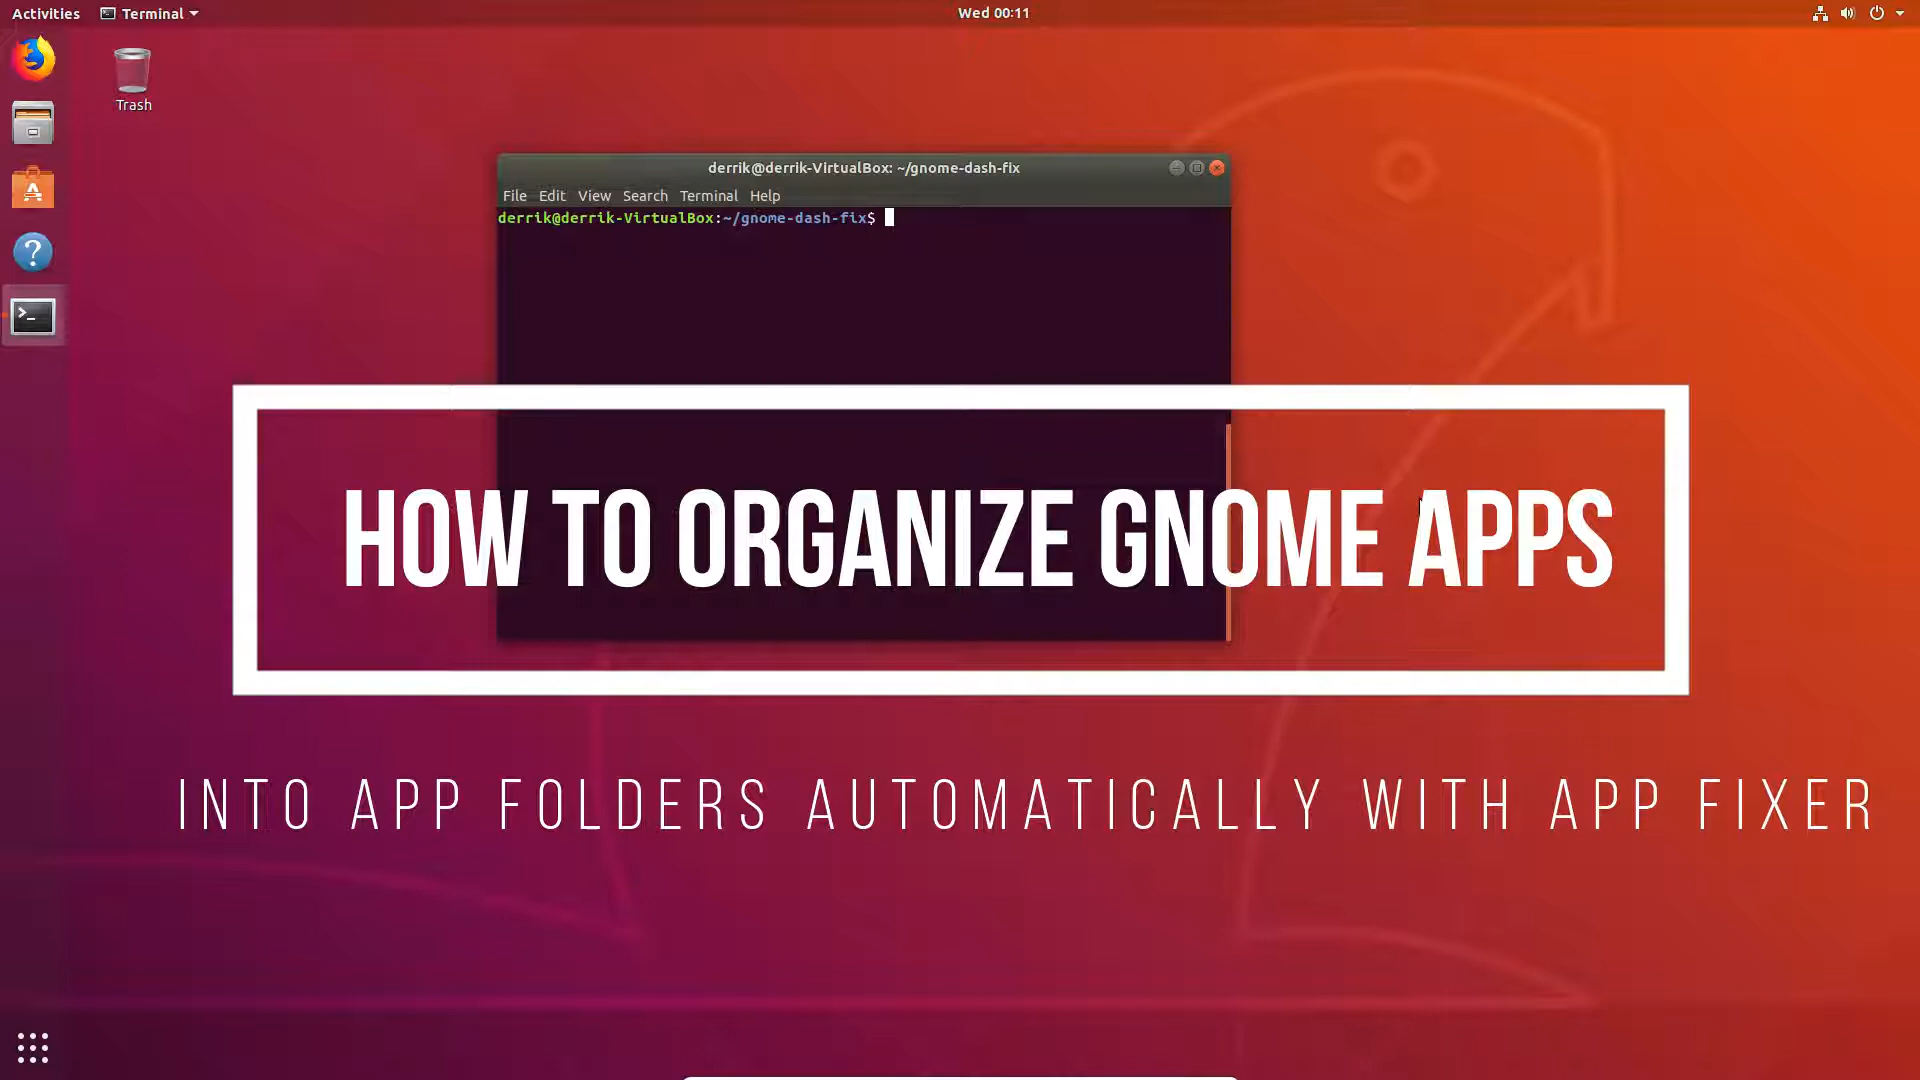 Activities Terminal Wed 00:11
Trash
derrik@derrik-VirtualBox: ~/gnome-dash-fix
File Edit View Search Terminal Help
derrik@derrik-VirtualBox:~/gnome-dash-fix$
HOW TO ORGANIZE GNOME APPS
INTO APP FOLDERS AUTOMATICALLY WITH APP FIXER